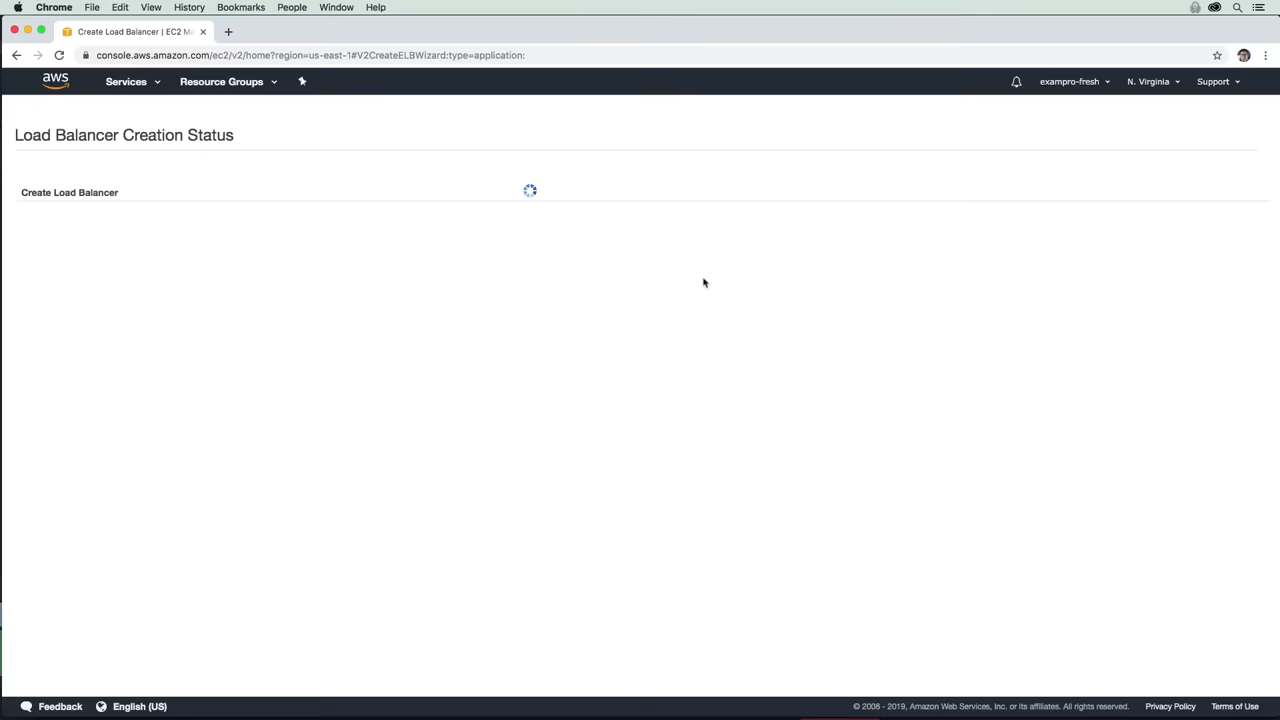 Chrome File Edit View History Bookmarks People Window Help
Create Load Balancer | EC2 Ma
console.aws.amazon.com/ec2/v2/home?region=us-east-1#V2CreateELBWizard:type=application:
aws Services Resource Groups exampro-fresh N. Virginia Support
Load Balancer Creation Status
Create Load Balancer
Feedback English (US) © 2008 - 2019, Amazon Web Services, Inc. or its affiliates. All rights reserved. Privacy Policy Terms of Use